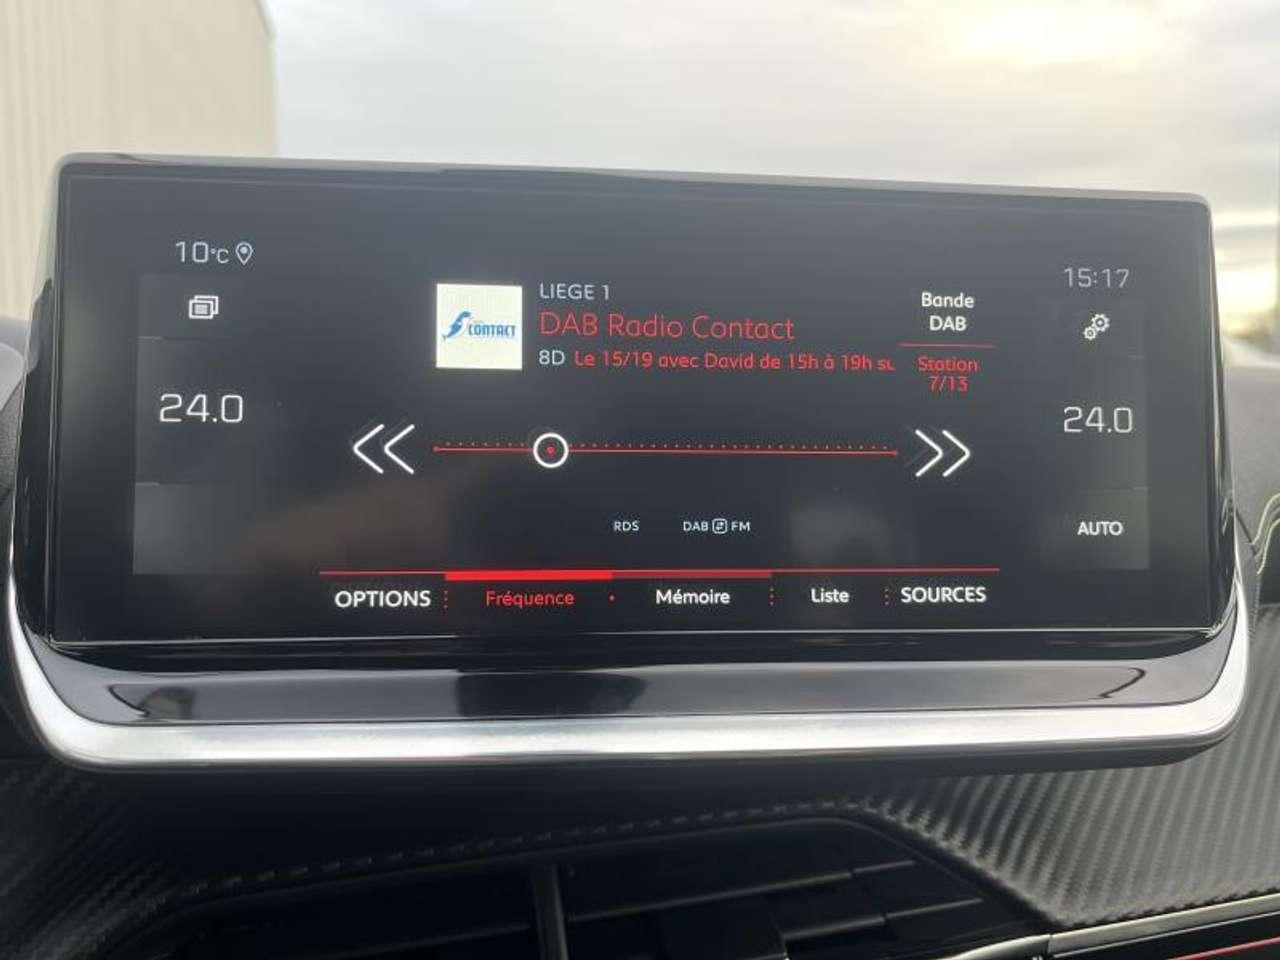 10°C
15:17
CONTACT
LIEGE 1
DAB Radio Contact
8D Le 15/19 avec David de 15h à 19h su
Bande
DAB
Station
7/13
24.0
24.0
RDS
DAB FM
AUTO
OPTIONS
Fréquence
Mémoire
Liste
SOURCES